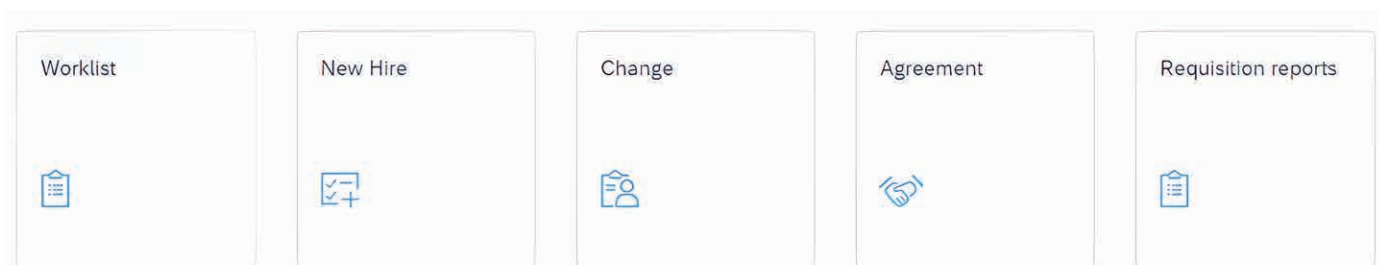 Worklist
New Hire
Change
Agreement
Requisition reports